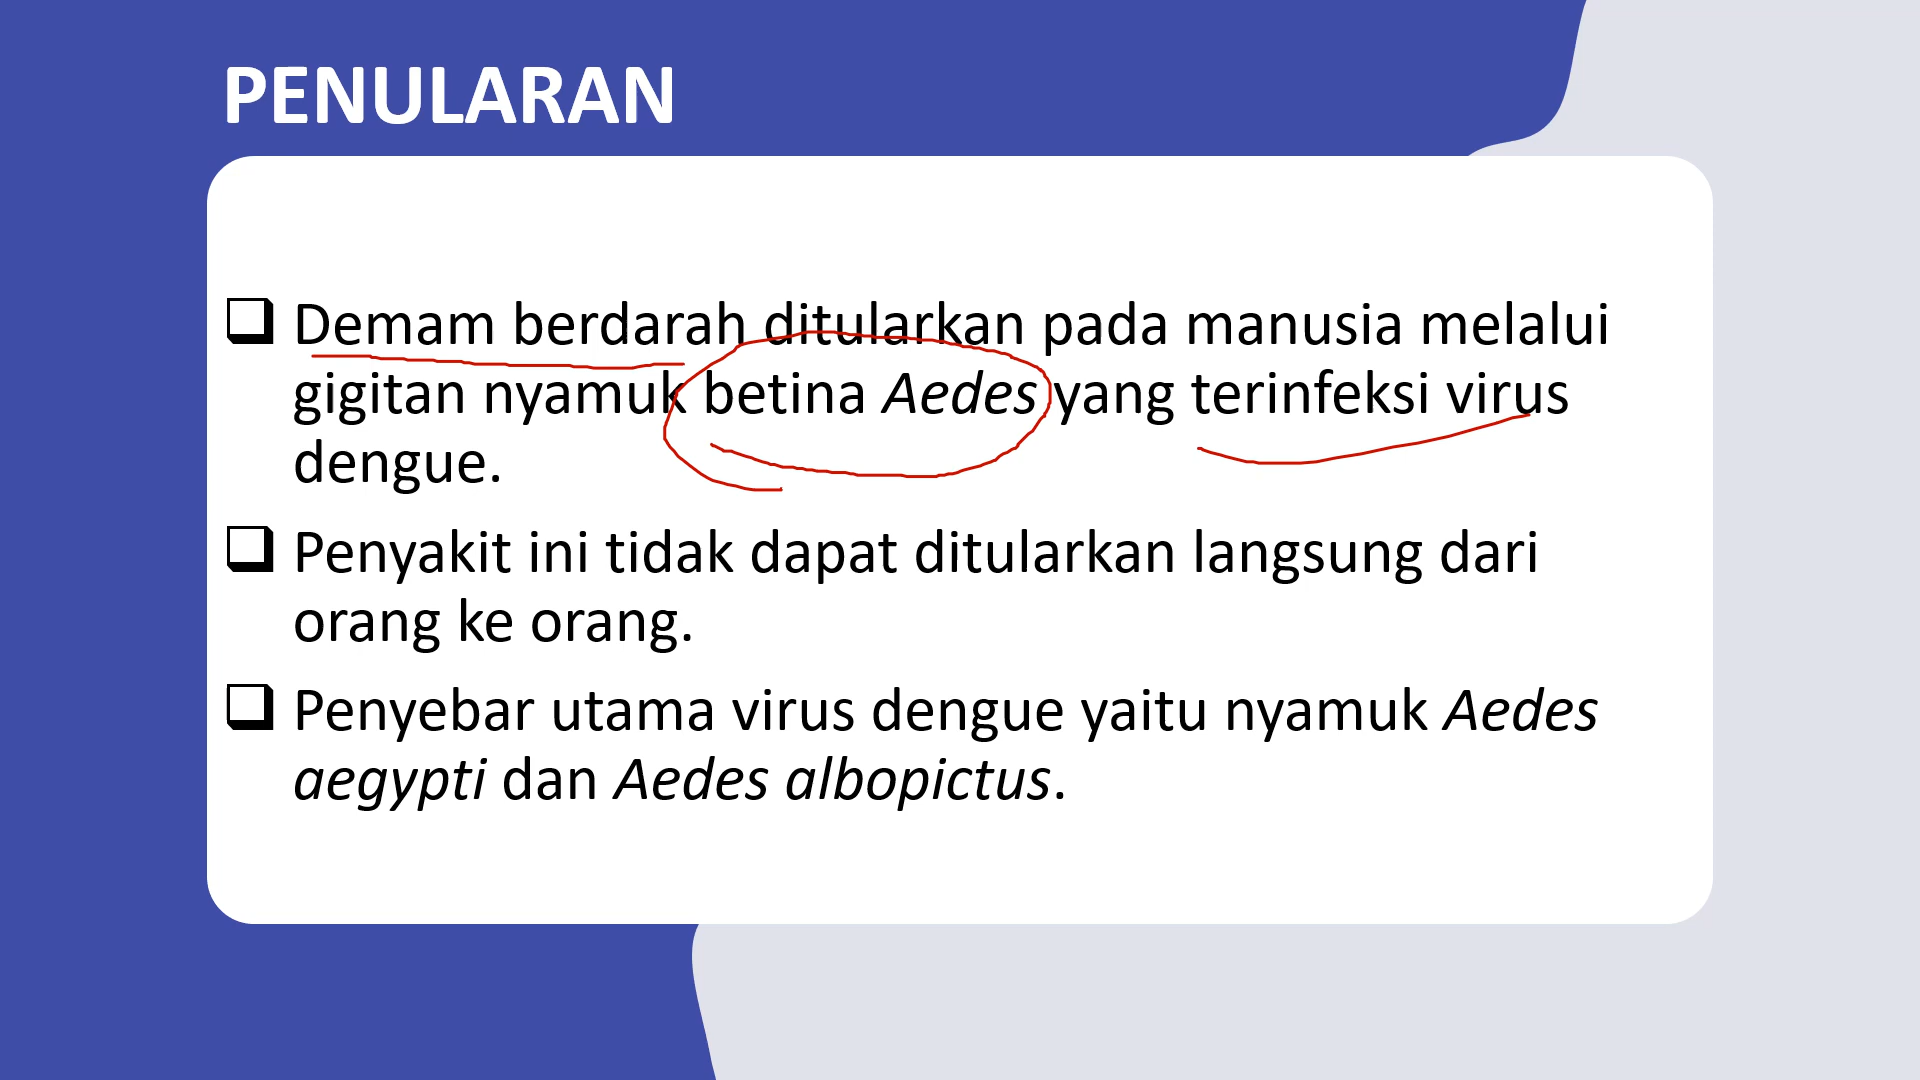 PENULARAN
Demam berdarah ditularkan pada manusia melalui
gigitan nyamuk betina Aedes yang terinfeksi virus
dengue.
Penyakit ini tidak dapat ditularkan langsung dari
orang ke orang.
Penyebar utama virus dengue yaitu nyamuk Aedes
aegypti dan Aedes albopictus.